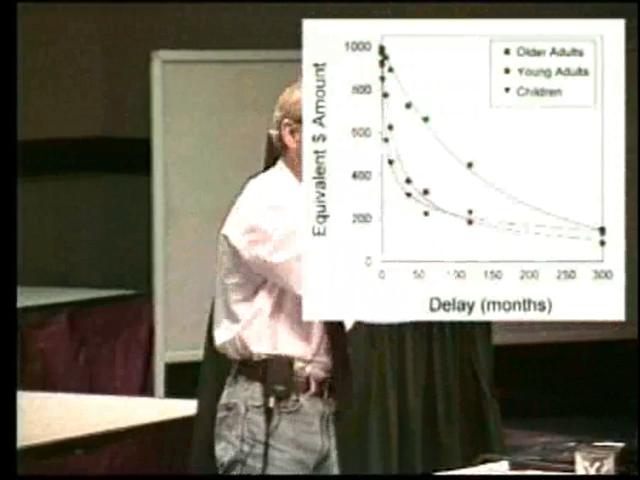 Older Adults
Young Adults
Children
1000
800
600
400
200
0
0 50 100 150 200 250 300
Equivalent $ Amount
Delay (months)